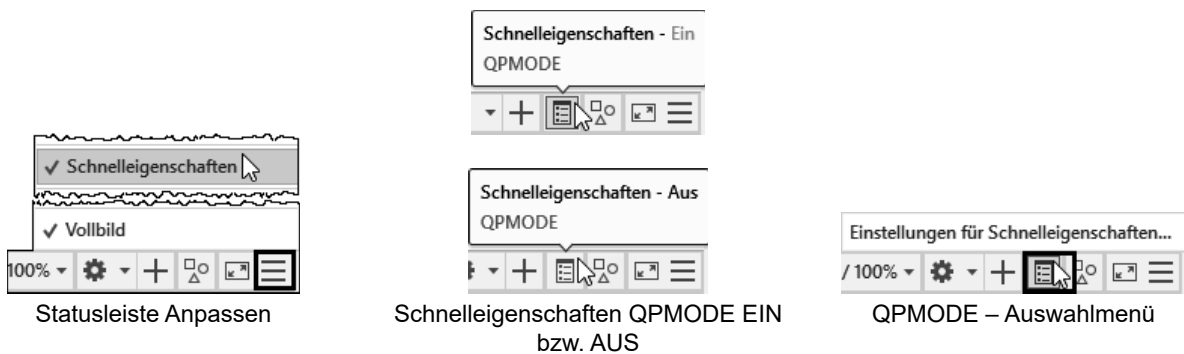 Schnelleigenschaften - Ein
QPMODE
✓ Schnelleigenschaften
✓ Vollbild
100%
Statusleiste Anpassen
Schnelleigenschaften - Aus
QPMODE
Schnelleigenschaften QPMODE EIN
bzw. AUS
Einstellungen für Schnelleigenschaften...
/ 100%
QPMODE – Auswahlmenü